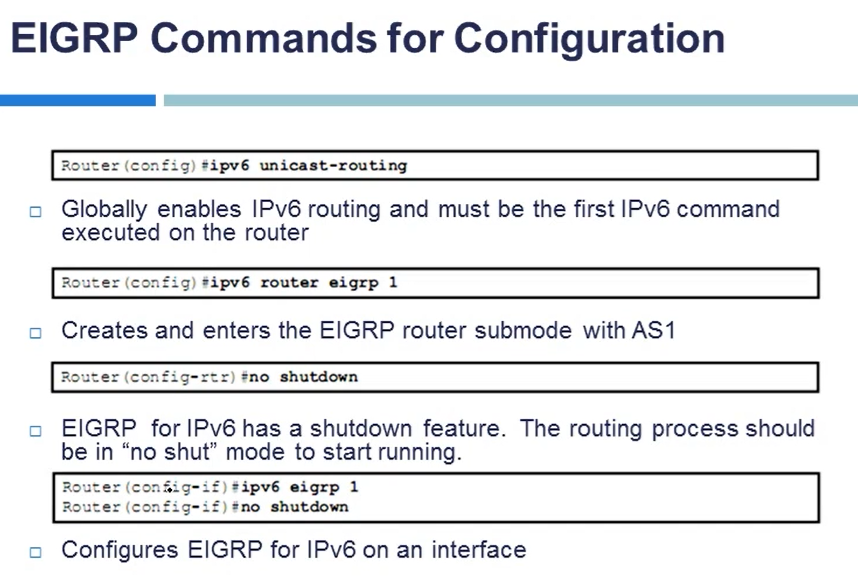 EIGRP Commands for Configuration
Router(config)#ipv6 unicast-routing
Globally enables IPv6 routing and must be the first IPv6 command
executed on the router
Router(config)#ipv6 router eigrp 1
Creates and enters the EIGRP router submode with AS1
Router(config-rtr)#no shutdown
EIGRP for IPv6 has a shutdown feature. The routing process should
be in “no shut” mode to start running.
Router(config-if)#ipv6 eigrp 1
Router(config-if)#no shutdown
Configures EIGRP for IPv6 on an interface